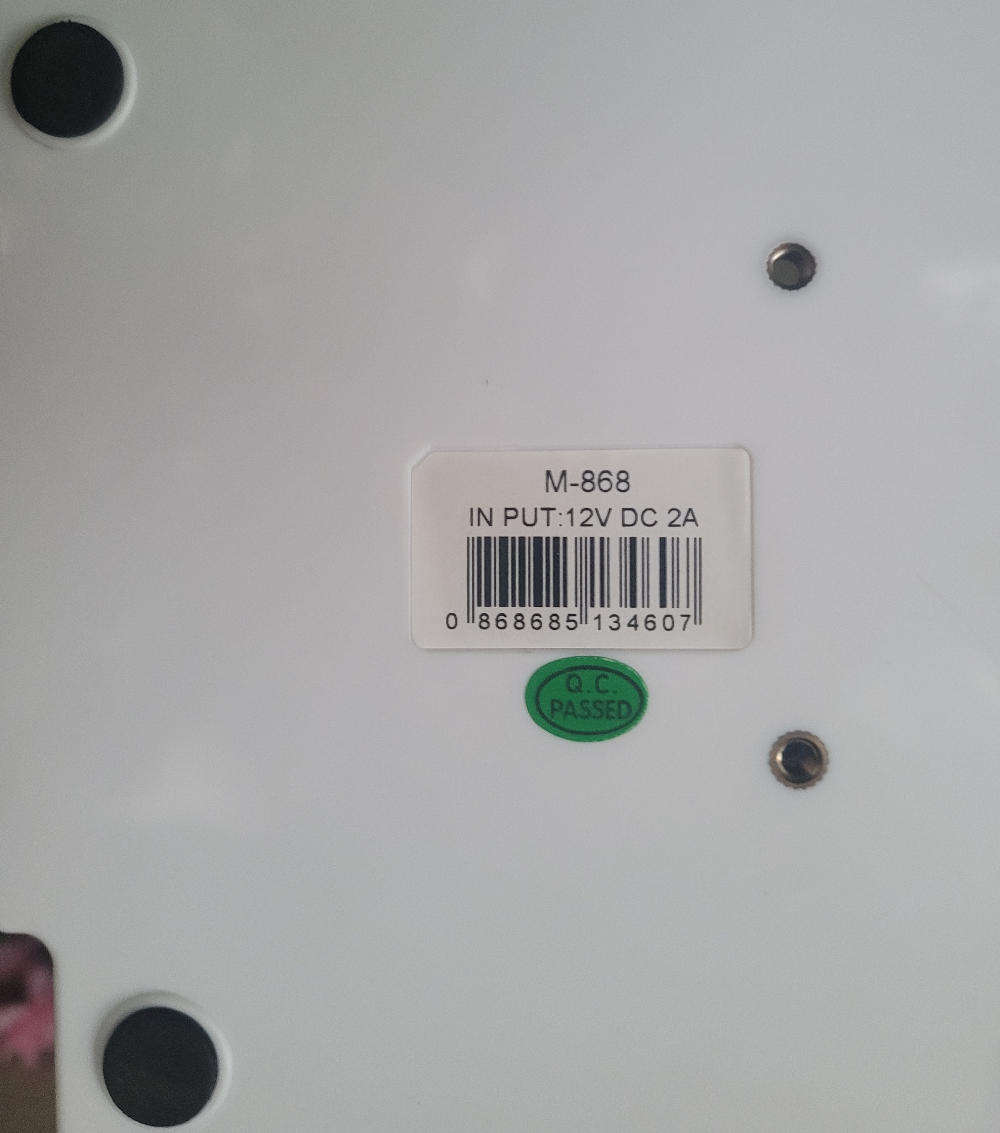 M-868
IN PUT:12V DC 2A
0 868685 134607
Q.C.
PASSED